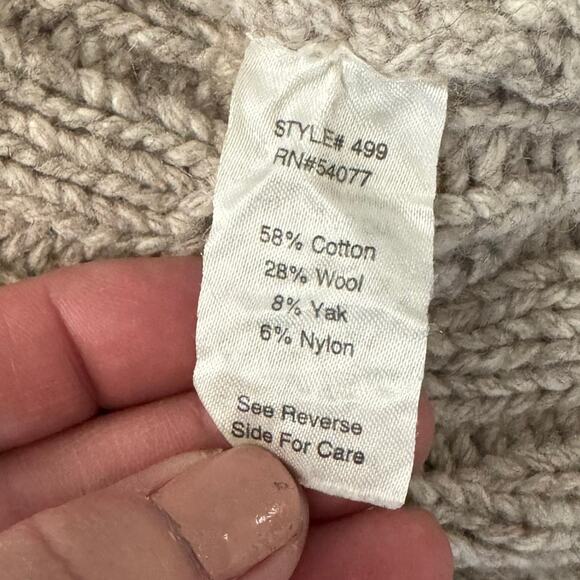 STYLE# 499
RN#54077
58% Cotton
28% Wool
8% Yak
6% Nylon
See Reverse
Side For Care